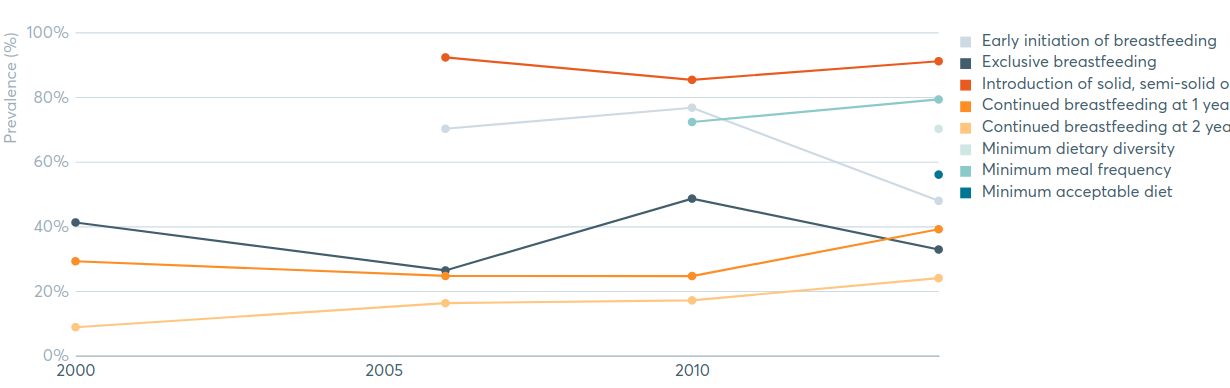 Prevalence (%)
100%
80%
60%
40%
20%
0%
2000
2005
2010
Early initiation of breastfeeding
Exclusive breastfeeding
Introduction of solid, semi-solid o
Continued breastfeeding at 1 yea
Continued breastfeeding at 2 yea
Minimum dietary diversity
Minimum meal frequency
Minimum acceptable diet